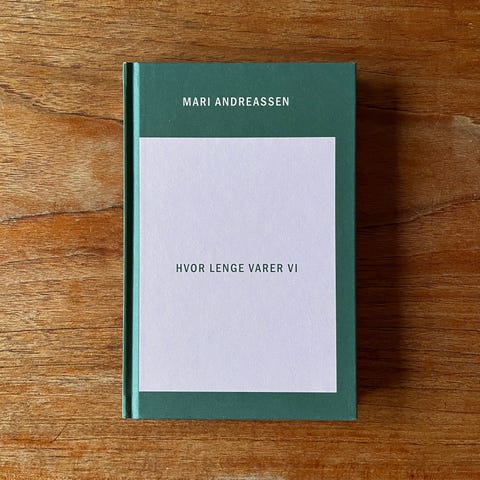 MARI ANDREASSEN
HVOR LENGE VARER VI